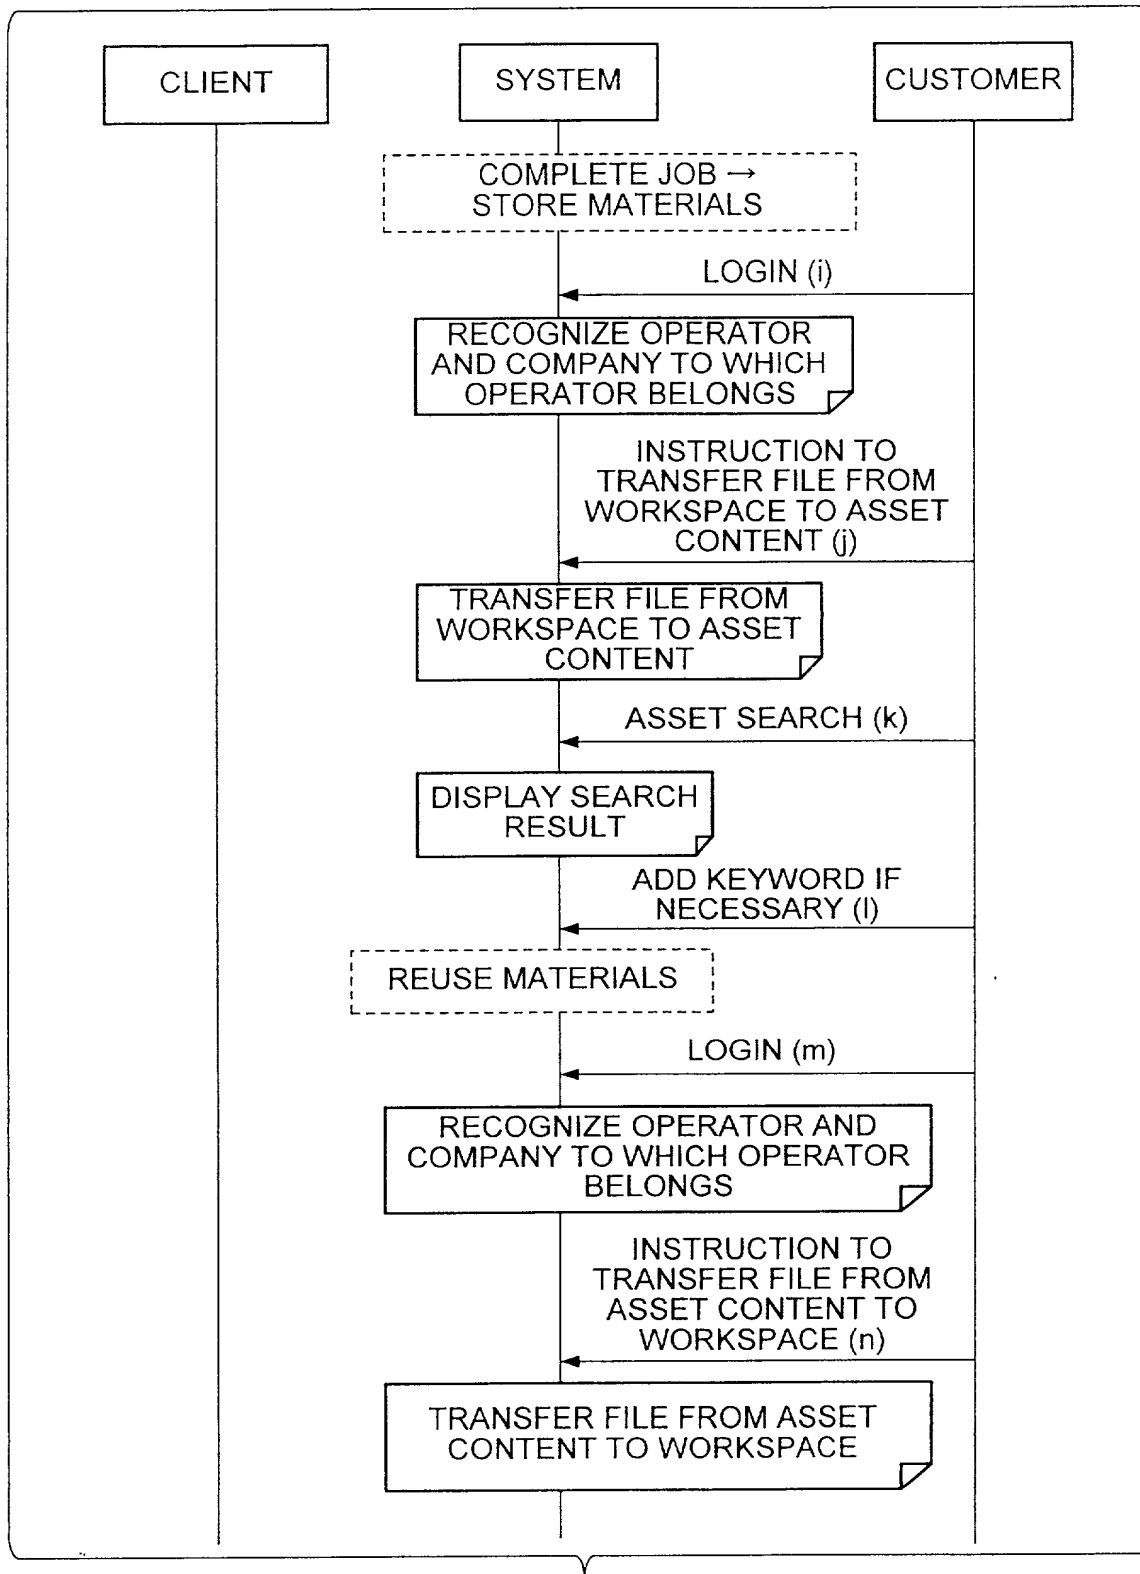 CLIENT
SYSTEM
CUSTOMER
COMPLETE JOB →
STORE MATERIALS
LOGIN (i)
RECOGNIZE OPERATOR
AND COMPANY TO WHICH
OPERATOR BELONGS
INSTRUCTION TO
TRANSFER FILE FROM
WORKSPACE TO ASSET
CONTENT (j)
TRANSFER FILE FROM
WORKSPACE TO ASSET
CONTENT
ASSET SEARCH (k)
DISPLAY SEARCH
RESULT
ADD KEYWORD IF
NECESSARY (l)
REUSE MATERIALS
LOGIN (m)
RECOGNIZE OPERATOR AND
COMPANY TO WHICH OPERATOR
BELONGS
INSTRUCTION TO
TRANSFER FILE FROM
ASSET CONTENT TO
WORKSPACE (n)
TRANSFER FILE FROM ASSET
CONTENT TO WORKSPACE